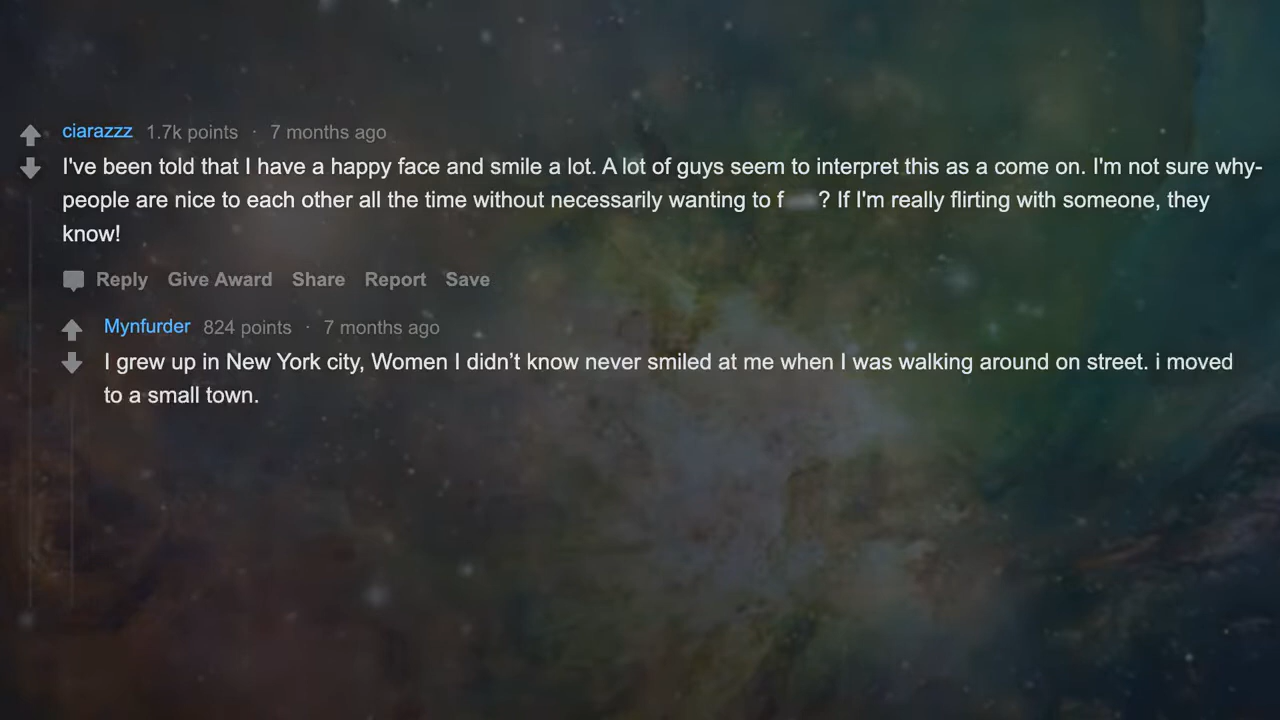 ciarazzz 1.7k points · 7 months ago
I've been told that I have a happy face and smile a lot. A lot of guys seem to interpret this as a come on. I'm not sure why-
people are nice to each other all the time without necessarily wanting to f ? If I'm really flirting with someone, they
know!
Reply Give Award Share Report Save
Mynfurder 824 points · 7 months ago
I grew up in New York city, Women I didn’t know never smiled at me when I was walking around on street. i moved
to a small town.